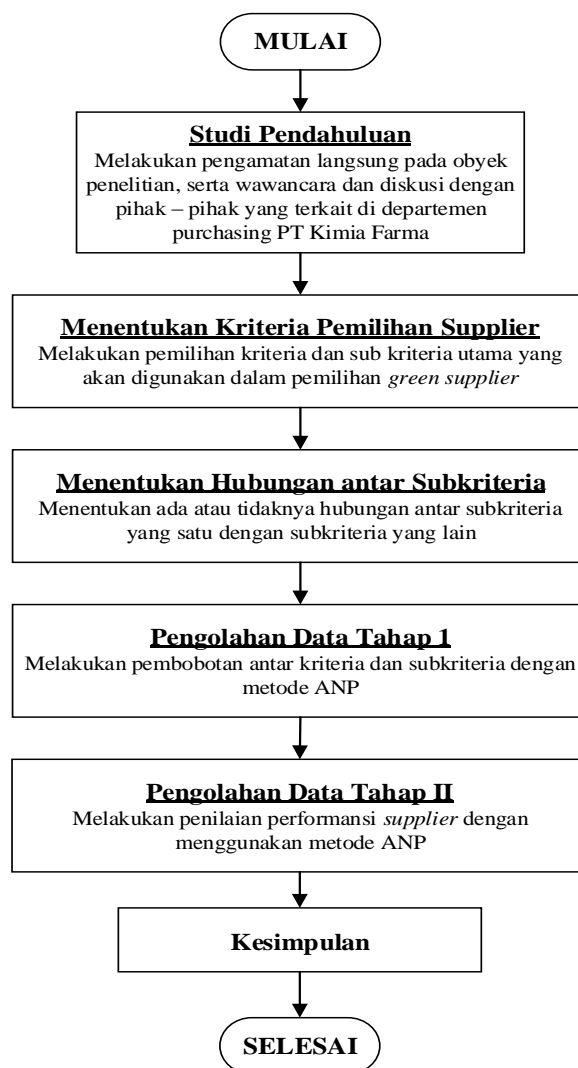 MULAI
Studi Pendahuluan
Melakukan pengamatan langsung pada obyek
penelitian, serta wawancara dan diskusi dengan
pihak – pihak yang terkait di departemen
purchasing PT Kimia Farma
Menentukan Kriteria Pemilihan Supplier
Melakukan pemilihan kriteria dan sub kriteria utama yang
akan digunakan dalam pemilihan green supplier
Menentukan Hubungan antar Subkriteria
Menentukan ada atau tidaknya hubungan antar subkriteria
yang satu dengan subkriteria yang lain
Pengolahan Data Tahap 1
Melakukan pembobotan antar kriteria dan subkriteria dengan
metode ANP
Pengolahan Data Tahap II
Melakukan penilaian performansi supplier dengan
menggunakan metode ANP
Kesimpulan
SELESAI